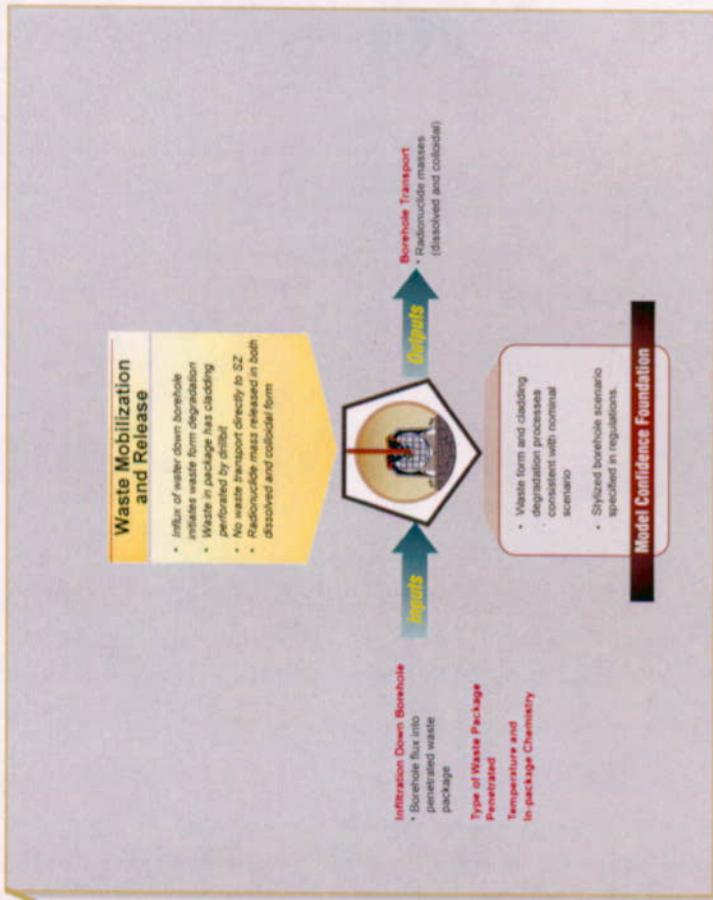 Waste Mobilization
and Release
• Influx of water down borehole
initiates waste form degradation
• Waste in package has cladding
perforated by drillbit
• No waste transport directly to SZ
• Radionuclide mass released in both
dissolved and colloidal form
Infiltration Down Borehole
• Borehole flux into
penetrated waste
package
Type of Waste Package
Penetrated
Temperature and
In-package Chemistry
Inputs
Outputs
Borehole Transport
• Radionuclide masses
(dissolved and colloidal)
• Waste form and cladding
degradation processes
consistent with nominal
scenario
• Stylized borehole scenario
specified in regulations.
Model Confidence Foundation